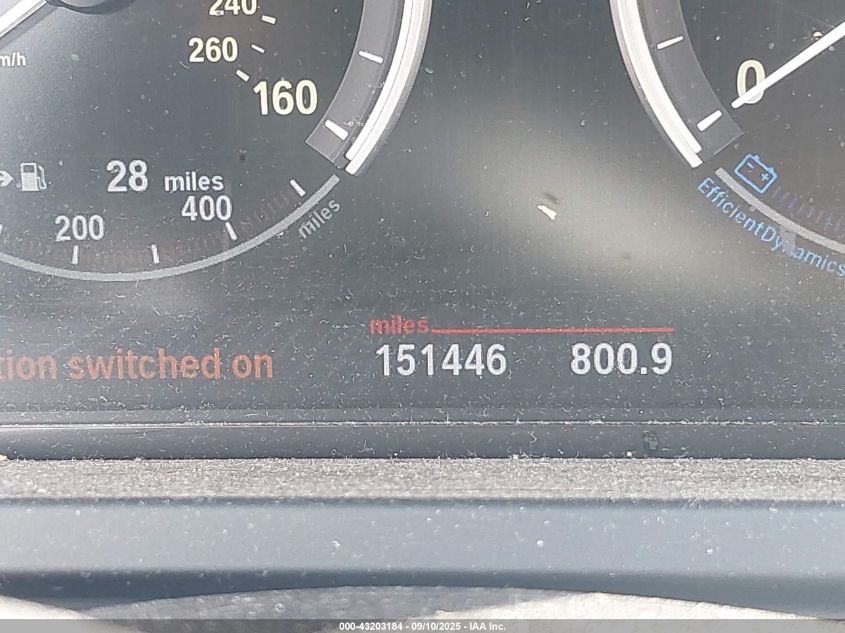 240
260
160
m/h
0
28 miles
200
400
miles
EfficientDynamics
miles
tion switched on
151446 800.9
000-43203184 - 09/10/2025 - IAA Inc.